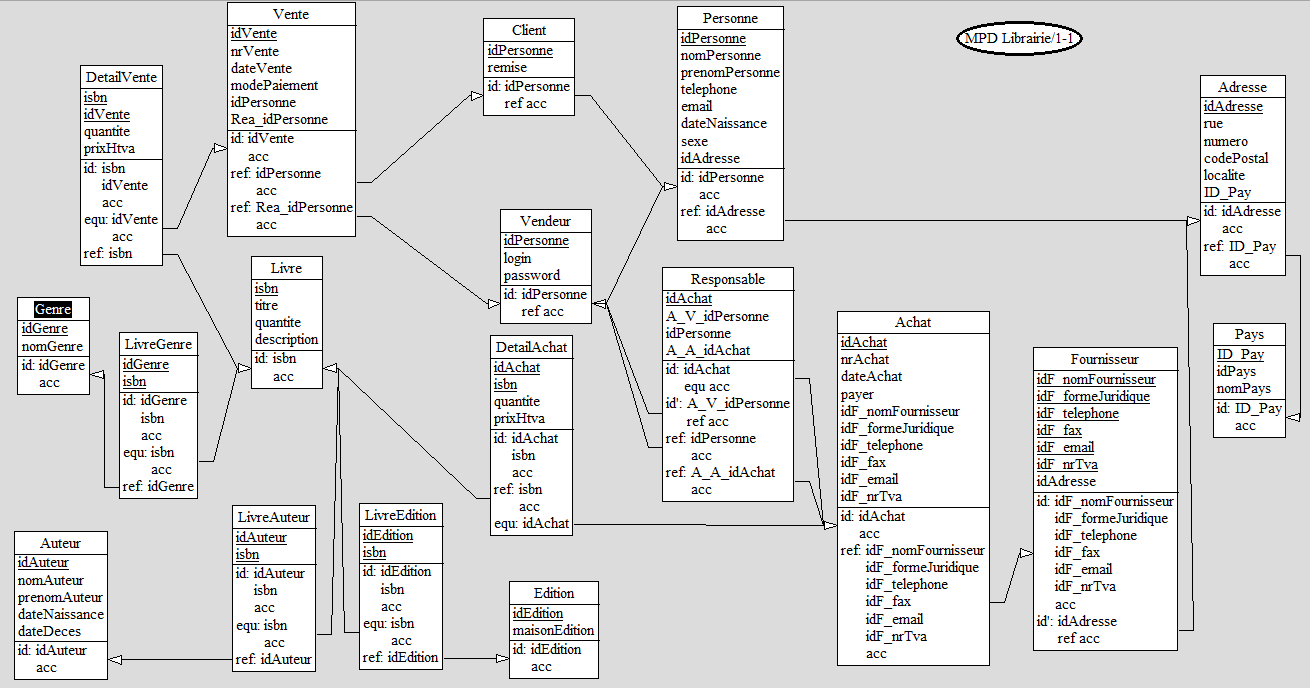 MPD Librairie/1-1
DetailVente
isbn
idVente
quantite
prixHtva
id: isbn
idVente
acc
equ: idVente
acc
ref: isbn
Vente
idVente
nrVente
dateVente
modePaiement
idPersonne
Rea_idPersonne
id: idVente
acc
ref: idPersonne
acc
ref: Rea_idPersonne
acc
Client
idPersonne
remise
id: idPersonne
ref acc
Personne
idPersonne
nomPersonne
prenomPersonne
telephone
email
dateNaissance
sexe
idAdresse
id: idPersonne
acc
ref: idAdresse
acc
Adresse
idAdresse
rue
numero
codePostal
localite
ID_Pay
id: idAdresse
acc
ref: ID_Pay
acc
Vendeur
idPersonne
login
password
id: idPersonne
ref acc
Livre
isbn
titre
quantite
description
id: isbn
acc
Genre
idGenre
nomGenre
id: idGenre
acc
LivreGenre
idGenre
isbn
id: idGenre
isbn
acc
equ: isbn
acc
ref: idGenre
DetailAchat
idAchat
isbn
quantite
prixHtva
id: idAchat
isbn
acc
ref: isbn
acc
equ: idAchat
Responsable
idAchat
A_V_idPersonne
idPersonne
A_A_idAchat
id: idAchat
equ acc
id': A_V_idPersonne
ref acc
ref: idPersonne
acc
ref: A_A_idAchat
acc
Achat
idAchat
nrAchat
dateAchat
payer
idF_nomFournisseur
idF_formeJuridique
idF_telephone
idF_fax
idF_email
idF_nrTva
id: idAchat
acc
ref: idF_nomFournisseur
idF_formeJuridique
idF_telephone
idF_fax
idF_email
idF_nrTva
acc
Fournisseur
idF_nomFournisseur
idF_formeJuridique
idF_telephone
idF_fax
idF_email
idF_nrTva
idAdresse
id: idF_nomFournisseur
idF_formeJuridique
idF_telephone
idF_fax
idF_email
idF_nrTva
acc
id': idAdresse
ref acc
Pays
ID_Pay
idPays
nomPays
id: ID_Pay
acc
Auteur
idAuteur
nomAuteur
prenomAuteur
dateNaissance
dateDeces
id: idAuteur
acc
LivreAuteur
idAuteur
isbn
id: idAuteur
isbn
acc
equ: isbn
acc
ref: idAuteur
LivreEdition
idEdition
isbn
id: idEdition
isbn
acc
equ: isbn
acc
ref: idEdition
Edition
idEdition
maisonEdition
id: idEdition
acc